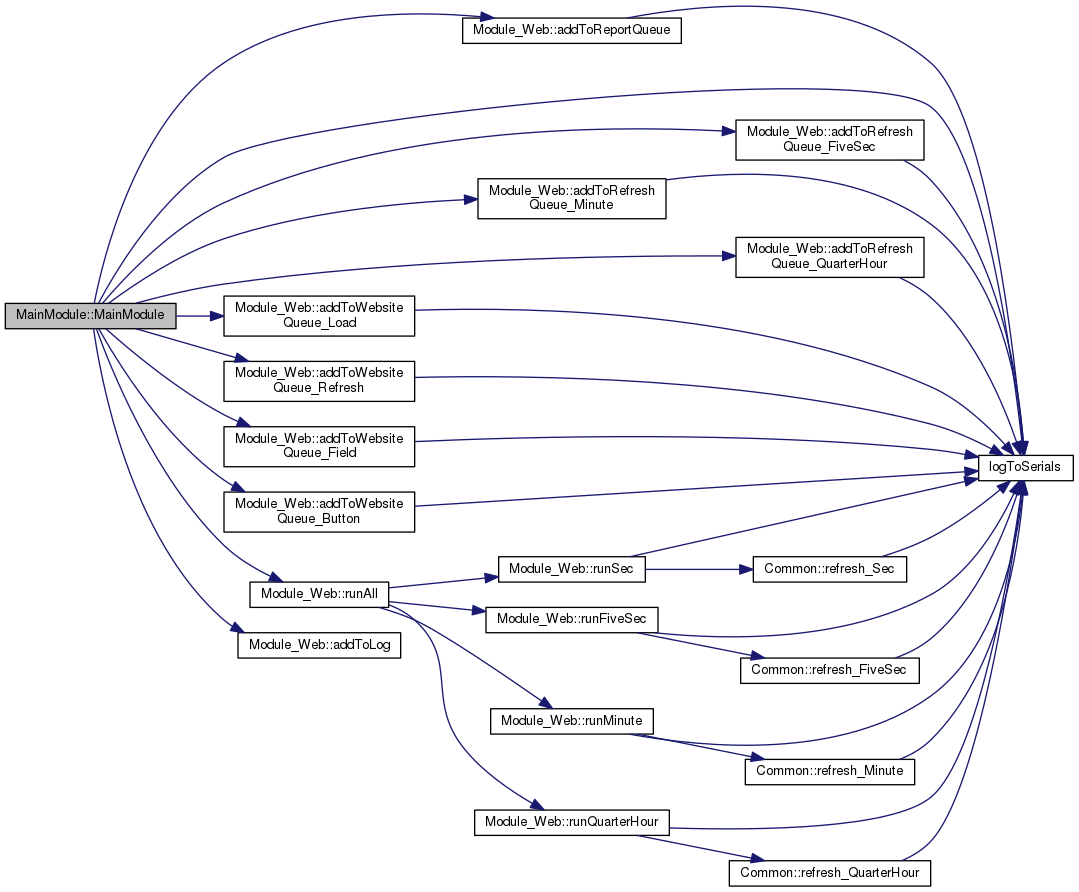 Module_Web::addToReportQueue
Module_Web::addToRefresh
Queue_FiveSec
Module_Web::addToRefresh
Queue_Minute
Module_Web::addToRefresh
Queue_QuarterHour
MainModule::MainModule
Module_Web::addToWebsite
Queue_Load
Module_Web::addToWebsite
Queue_Refresh
Module_Web::addToWebsite
Queue_Field
logToSerials
Module_Web::addToWebsite
Queue_Button
Module_Web::runSec
Common::refresh_Sec
Module_Web::runAll
Module_Web::runFiveSec
Module_Web::addToLog
Common::refresh_FiveSec
Module_Web::runMinute
Common::refresh_Minute
Module_Web::runQuarterHour
Common::refresh_QuarterHour